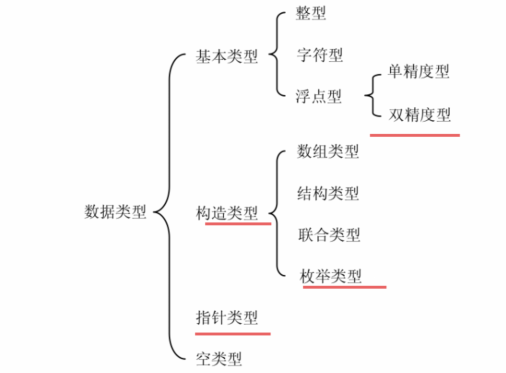 数据类型
基本类型
整型
字符型
浮点型
单精度型
双精度型
构造类型
数组类型
结构类型
联合类型
枚举类型
指针类型
空类型